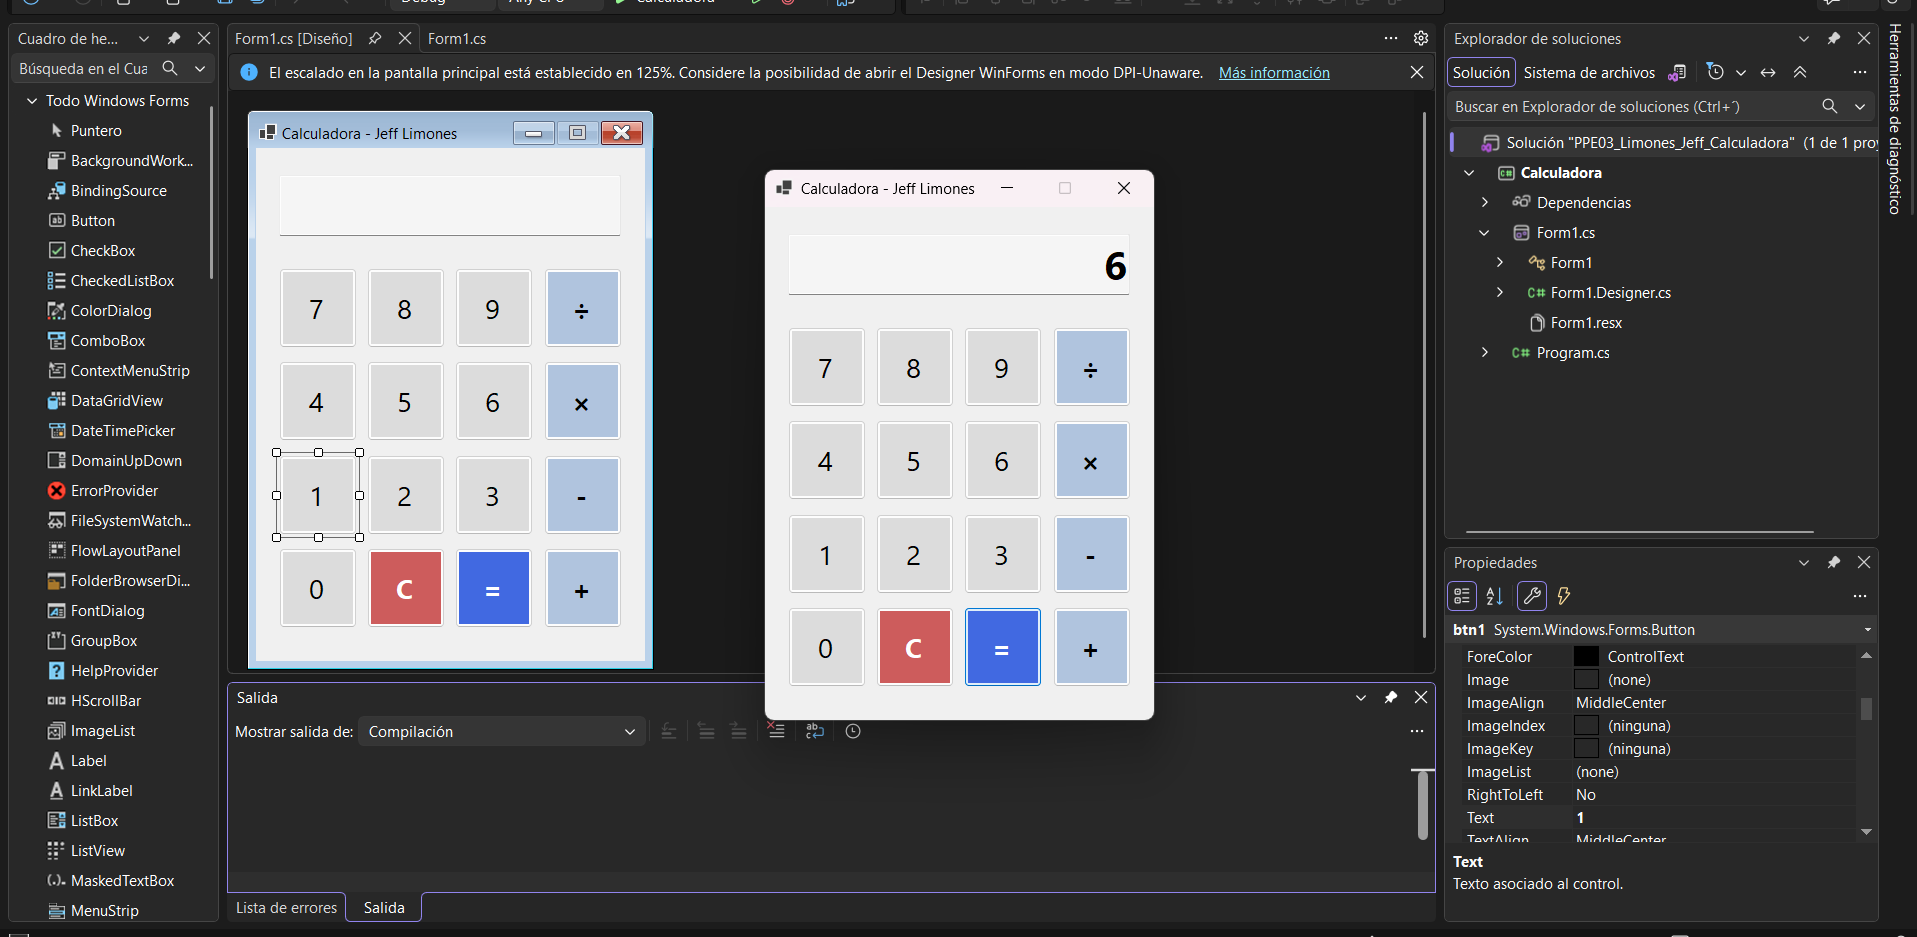 Cuadro de he...
Búsqueda en el Cua
Todo Windows Forms
Puntero
BackgroundWork...
BindingSource
Button
CheckBox
CheckedListBox
ColorDialog
ComboBox
ContextMenuStrip
DataGridView
DateTimePicker
DomainUpDown
ErrorProvider
FileSystemWatch...
FlowLayoutPanel
FolderBrowserDi...
FontDialog
GroupBox
HelpProvider
HScrollBar
ImageList
Label
LinkLabel
ListBox
ListView
MaskedTextBox
MenuStrip
Form1.cs [Diseño]
Form1.cs
El escalado en la pantalla principal está establecido en 125%. Considere la posibilidad de abrir el Designer WinForms en modo DPI-Unaware. Más información
Calculadora - Jeff Limones
7 8 9 ÷
4 5 6 ×
1 2 3 -
0 C = +
Calculadora - Jeff Limones
6
7 8 9 ÷
4 5 6 ×
1 2 3 -
0 C = +
Salida
Mostrar salida de: Compilación
Lista de errores
Salida
Explorador de soluciones
Solución
Sistema de archivos
Buscar en Explorador de soluciones (Ctrl+´)
Solución "PPE03_Limones_Jeff_Calculadora" (1 de 1 pro
Calculadora
Dependencias
Form1.cs
Form1
C# Form1.Designer.cs
Form1.resx
C# Program.cs
Propiedades
btn1 System.Windows.Forms.Button
ForeColor ControlText
Image (none)
ImageAlign MiddleCenter
ImageIndex (ninguna)
ImageKey (ninguna)
ImageList (none)
RightToLeft No
Text 1
TextAlign MiddleCenter
Text
Texto asociado al control.
Herramientas de diagnóstico